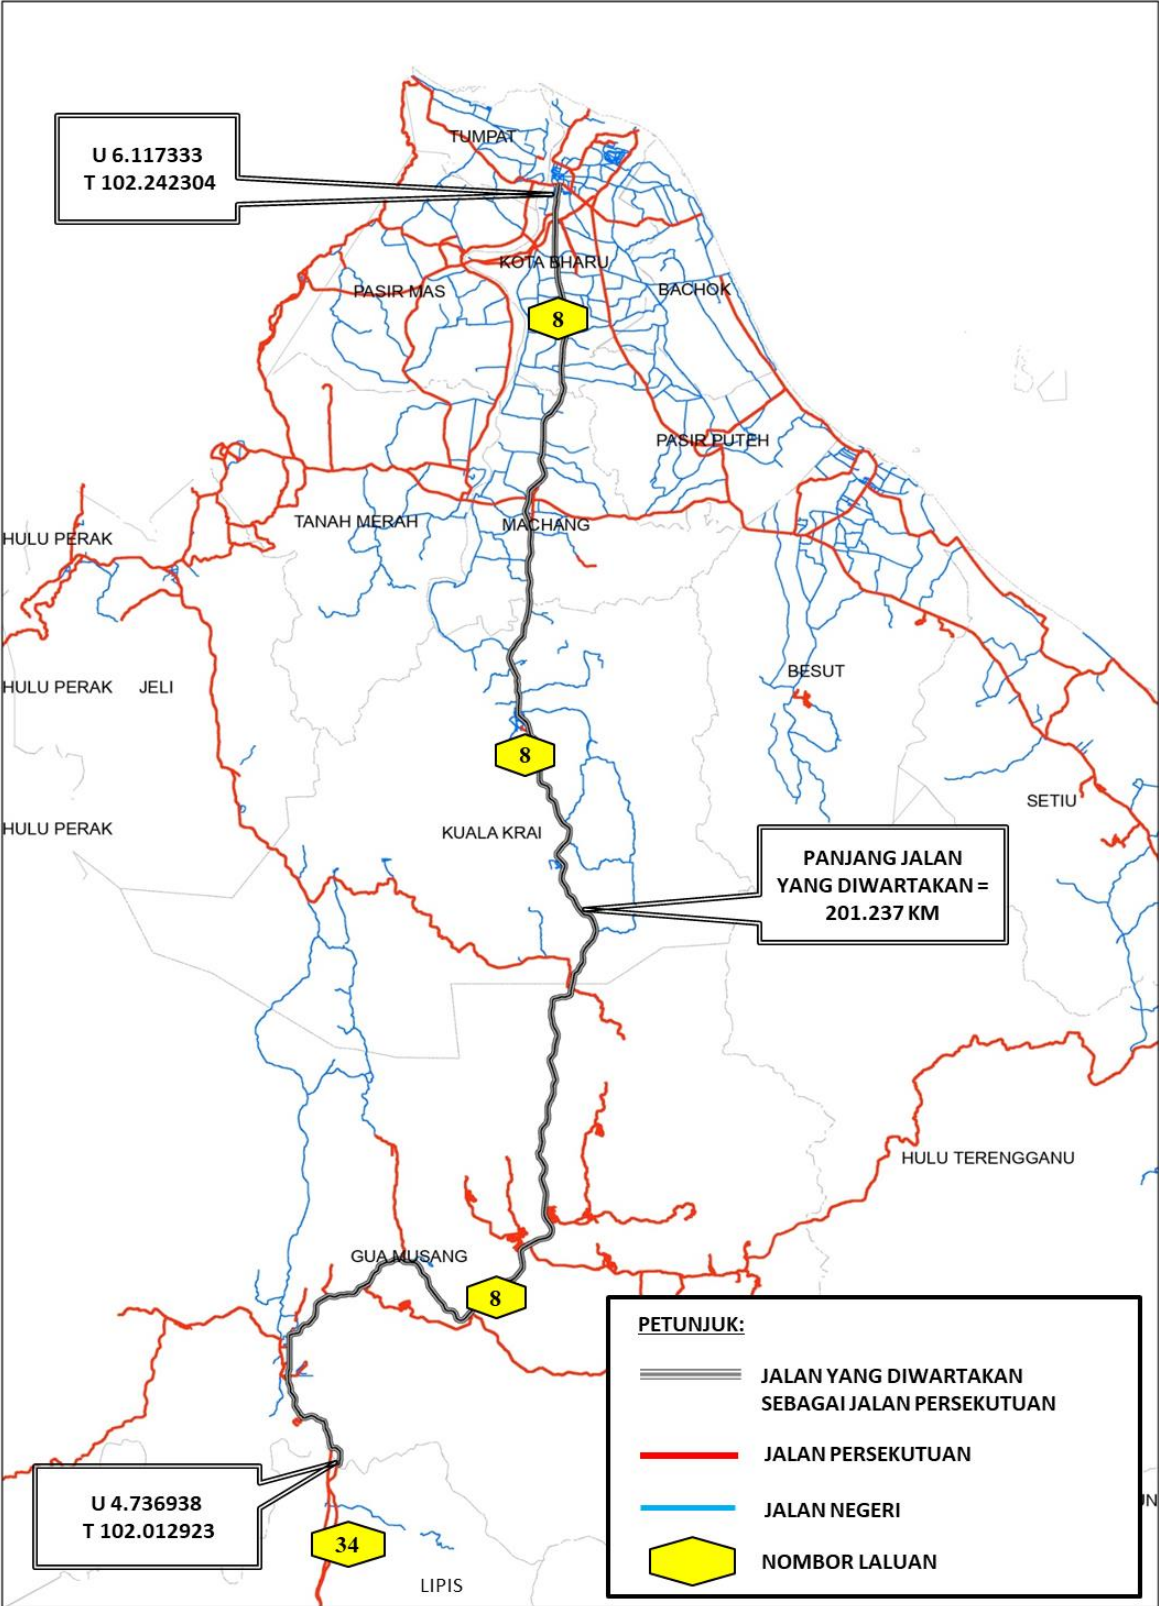 TUMPAT
U 6.117333
T 102.242304
KOTA BHARU
PASIR MAS
BACHOK
8
PASIR PUTEH
TANAH MERAH
MACHANG
HULU PERAK
BESUT
HULU PERAK
JELI
8
SETIU
HULU PERAK
KUALA KRAI
PANJANG JALAN
YANG DIWARTAKAN =
201.237 KM
HULU TERENGGANU
GUA MUSANG
8
PETUNJUK:
JALAN YANG DIWARTAKAN
SEBAGAI JALAN PERSEKUTUAN
JALAN PERSEKUTUAN
JALAN NEGERI
NOMBOR LALUAN
U 4.736938
T 102.012923
34
LIPIS